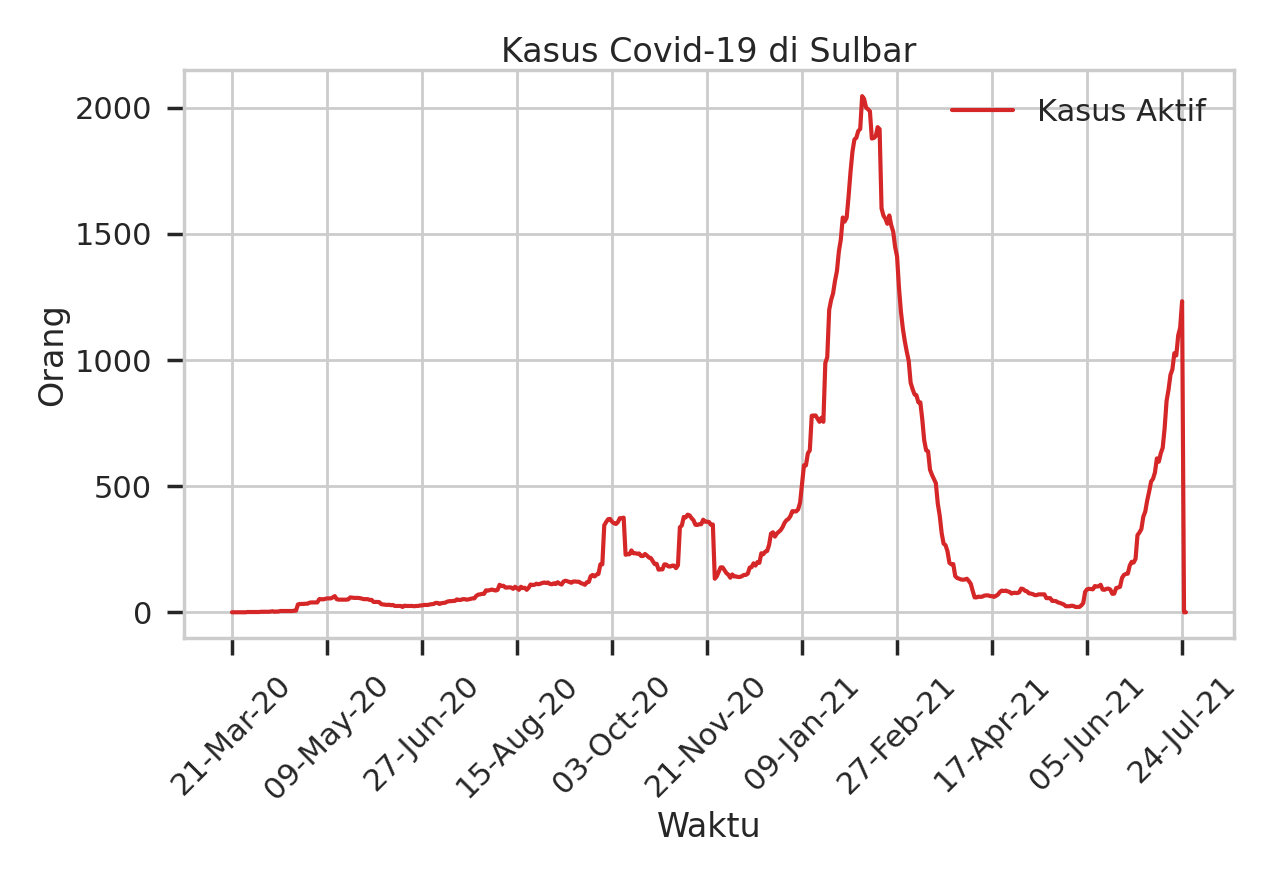 Kasus Covid-19 di Sulbar
Kasus Aktif
Orang
2000
1500
1000
500
0
21-Mar-20
09-May-20
27-Jun-20
15-Aug-20
03-Oct-20
21-Nov-20
09-Jan-21
27-Feb-21
17-Apr-21
05-Jun-21
24-Jul-21
Waktu